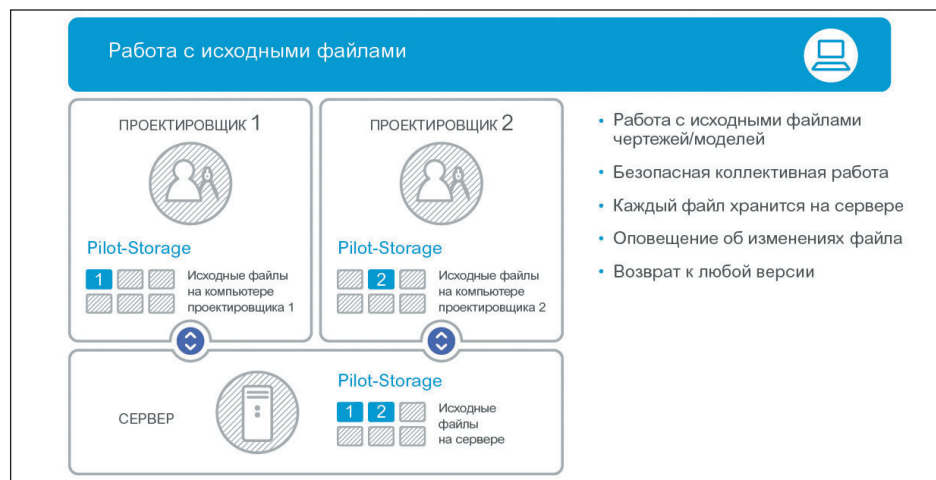 Работа с исходными файлами
ПРОЕКТИРОВЩИК 1
Pilot-Storage
1
Исходные файлы
на компьютере
проектировщика 1
ПРОЕКТИРОВЩИК 2
Pilot-Storage
2
Исходные файлы
на компьютере
проектировщика 2
СЕРВЕР
Pilot-Storage
1 2
Исходные
файлы
на сервере
• Работа с исходными файлами
чертежей/моделей
• Безопасная коллективная работа
• Каждый файл хранится на сервере
• Оповещение об изменениях файла
• Возврат к любой версии